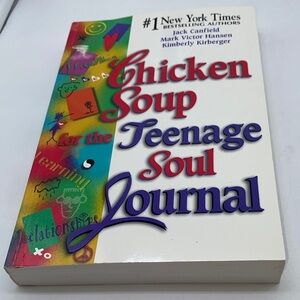 #1 New York Times
BESTSELLING AUTHORS
Jack Canfield
Mark Victor Hansen
Kimberly Kirberger
Chicken
Soup
for the Teenage
Soul
Journal
Learning
Relationships